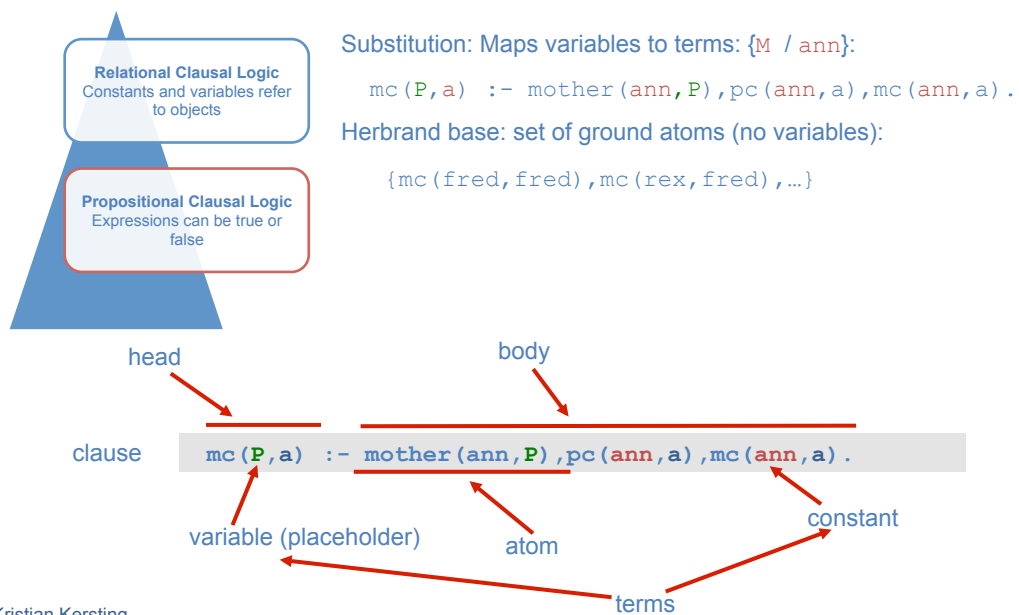 Relational Clausal Logic
Constants and variables refer
to objects
Propositional Clausal Logic
Expressions can be true or
false
Substitution: Maps variables to terms: {M / ann}:
mc(P,a) :- mother(ann,P),pc(ann,a),mc(ann,a).
Herbrand base: set of ground atoms (no variables):
{mc(fred,fred),mc(rex,fred),…}
head
body
clause
mc(P,a) :- mother(ann,P),pc(ann,a),mc(ann,a).
variable (placeholder)
atom
constant
terms
Kristian Kersting